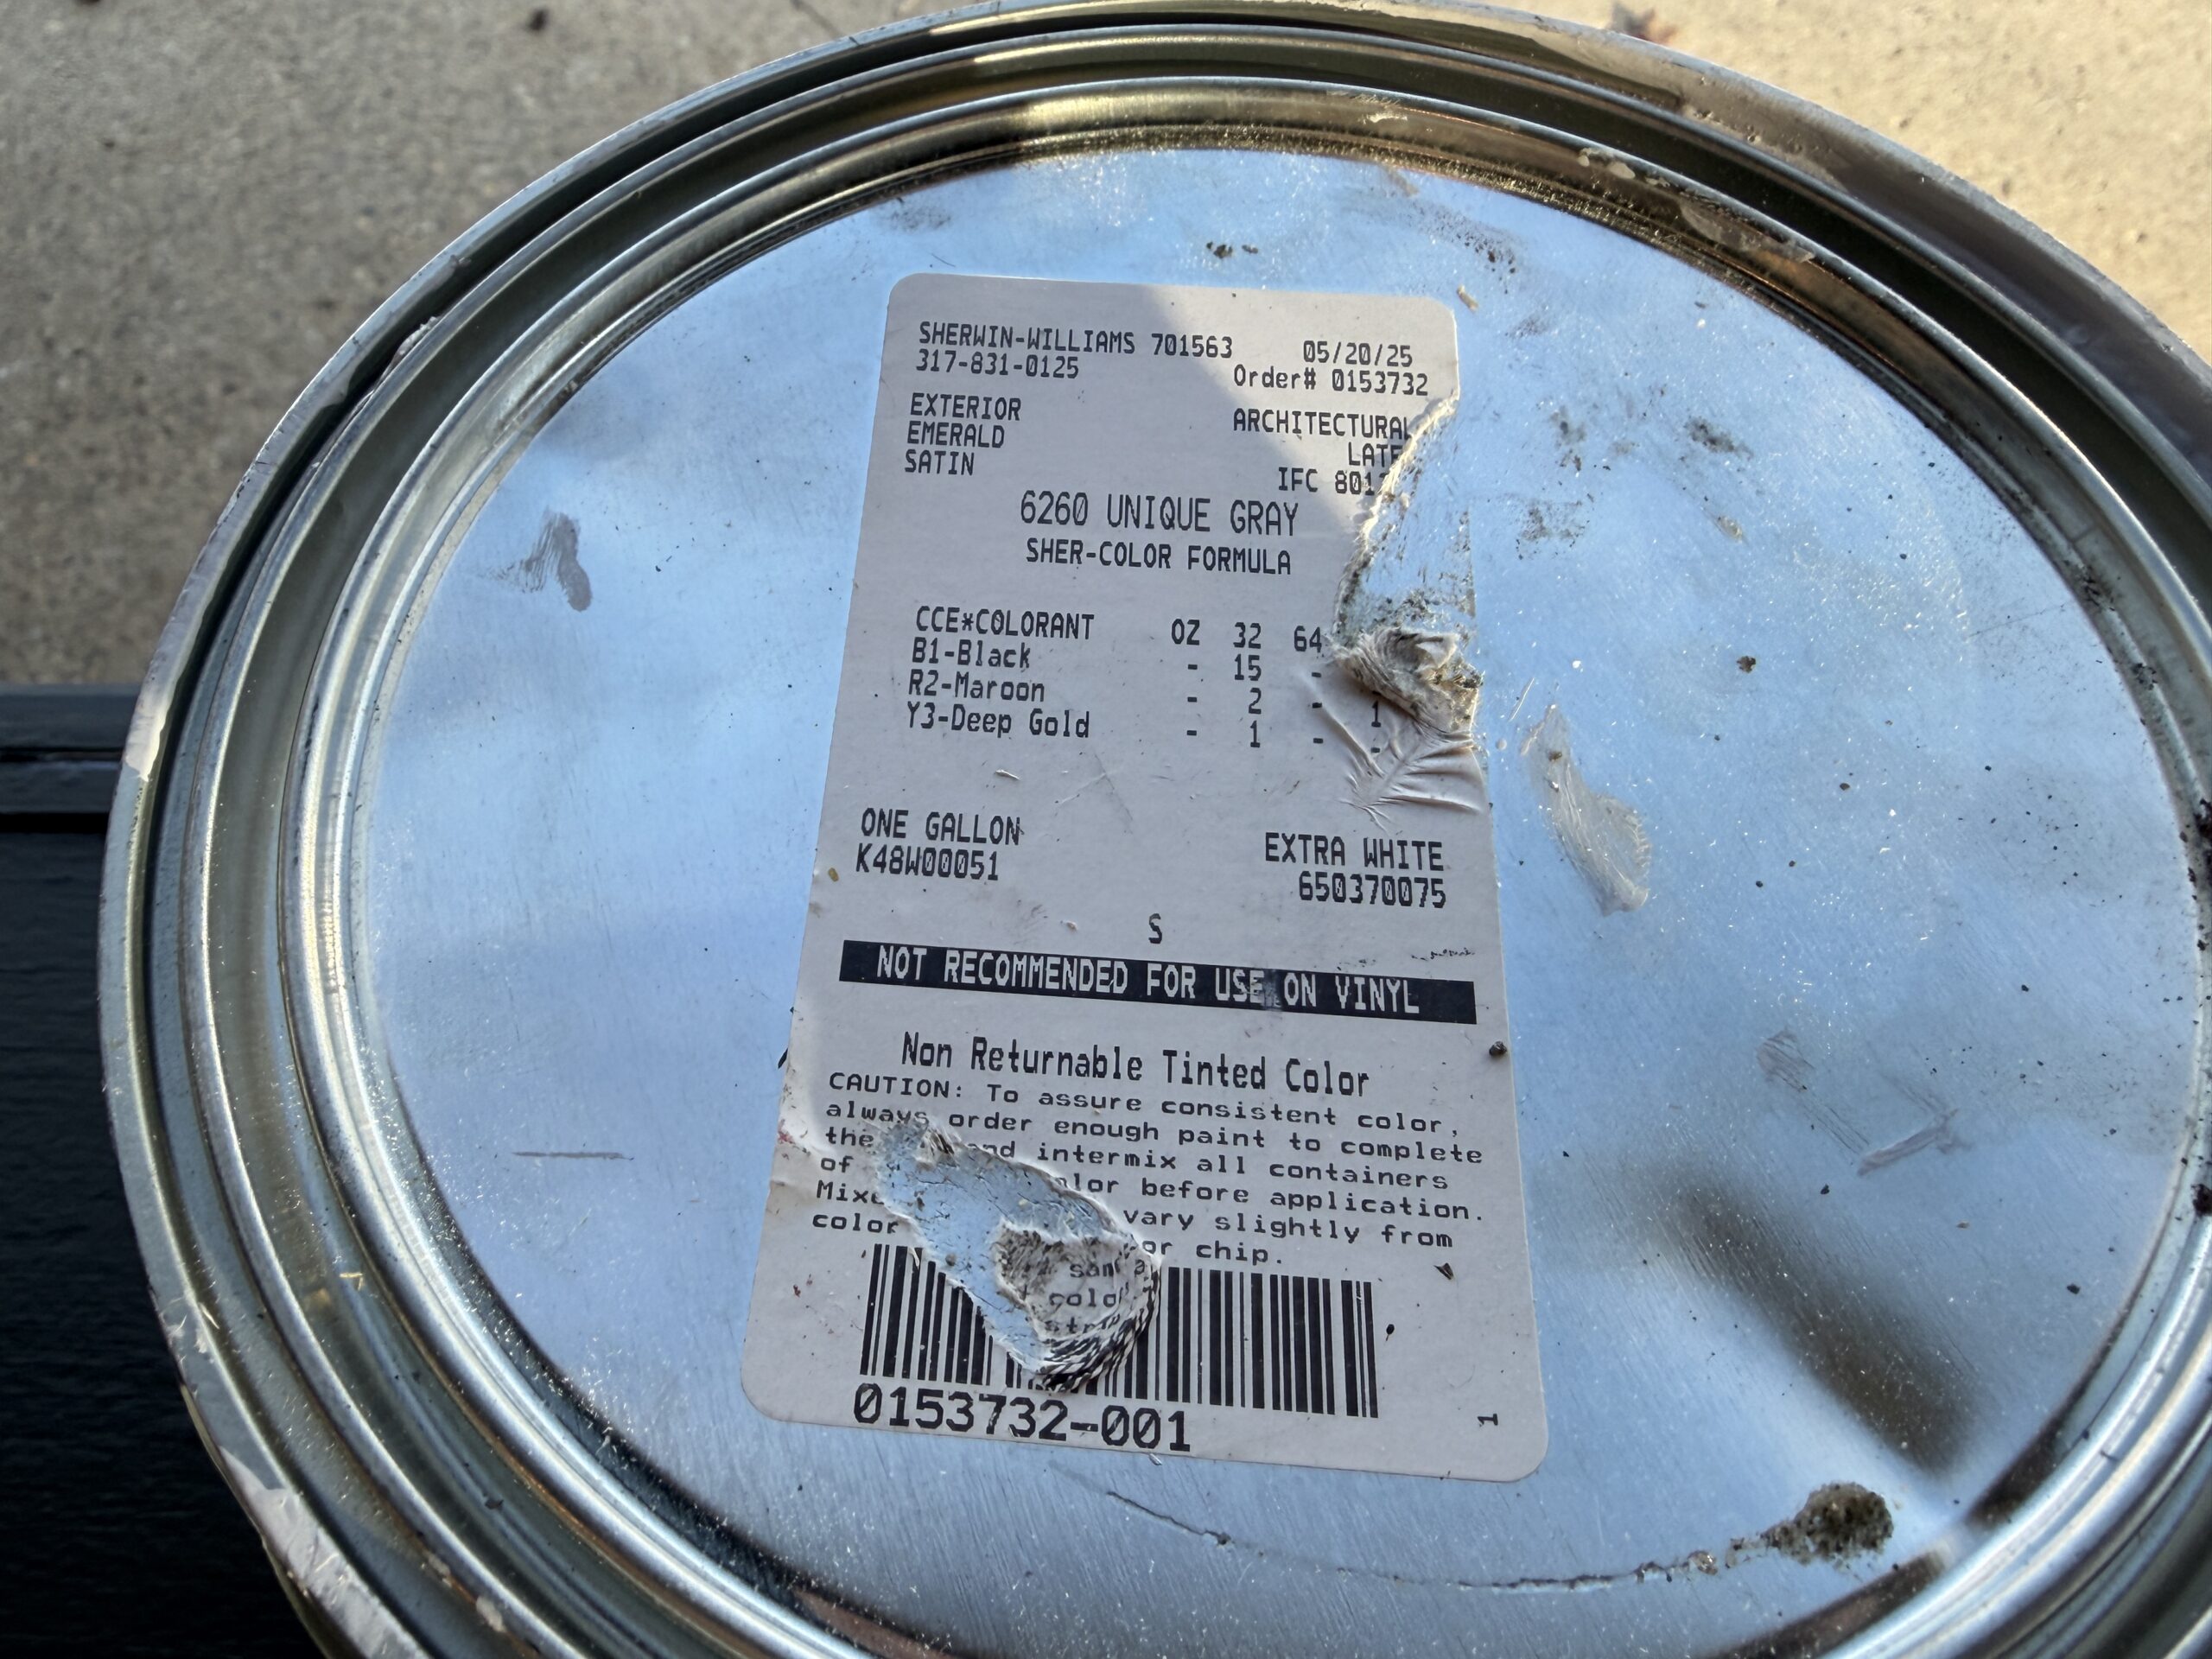 SHERWIN-WILLIAMS 701563 05/20/25
317-831-0125 Order# 0153732
EXTERIOR ARCHITECTURAL
EMERALD
SATIN IFC
6260 UNIQUE GRAY
SHER-COLOR FORMULA
CCE*COLORANT OZ 32 64
B1-Black - 15 -
R2-Maroon - 2 - 1
Y3-Deep Gold - 1 - -
ONE GALLON EXTRA WHITE
K48W00051 650370075
S
NOT RECOMMENDED FOR USE ON VINYL
Non Returnable Tinted Color
CAUTION: To assure consistent color,
always order enough paint to complete
the intermix all containers
of before application.
vary slightly from
color chip.
0153732-001
1